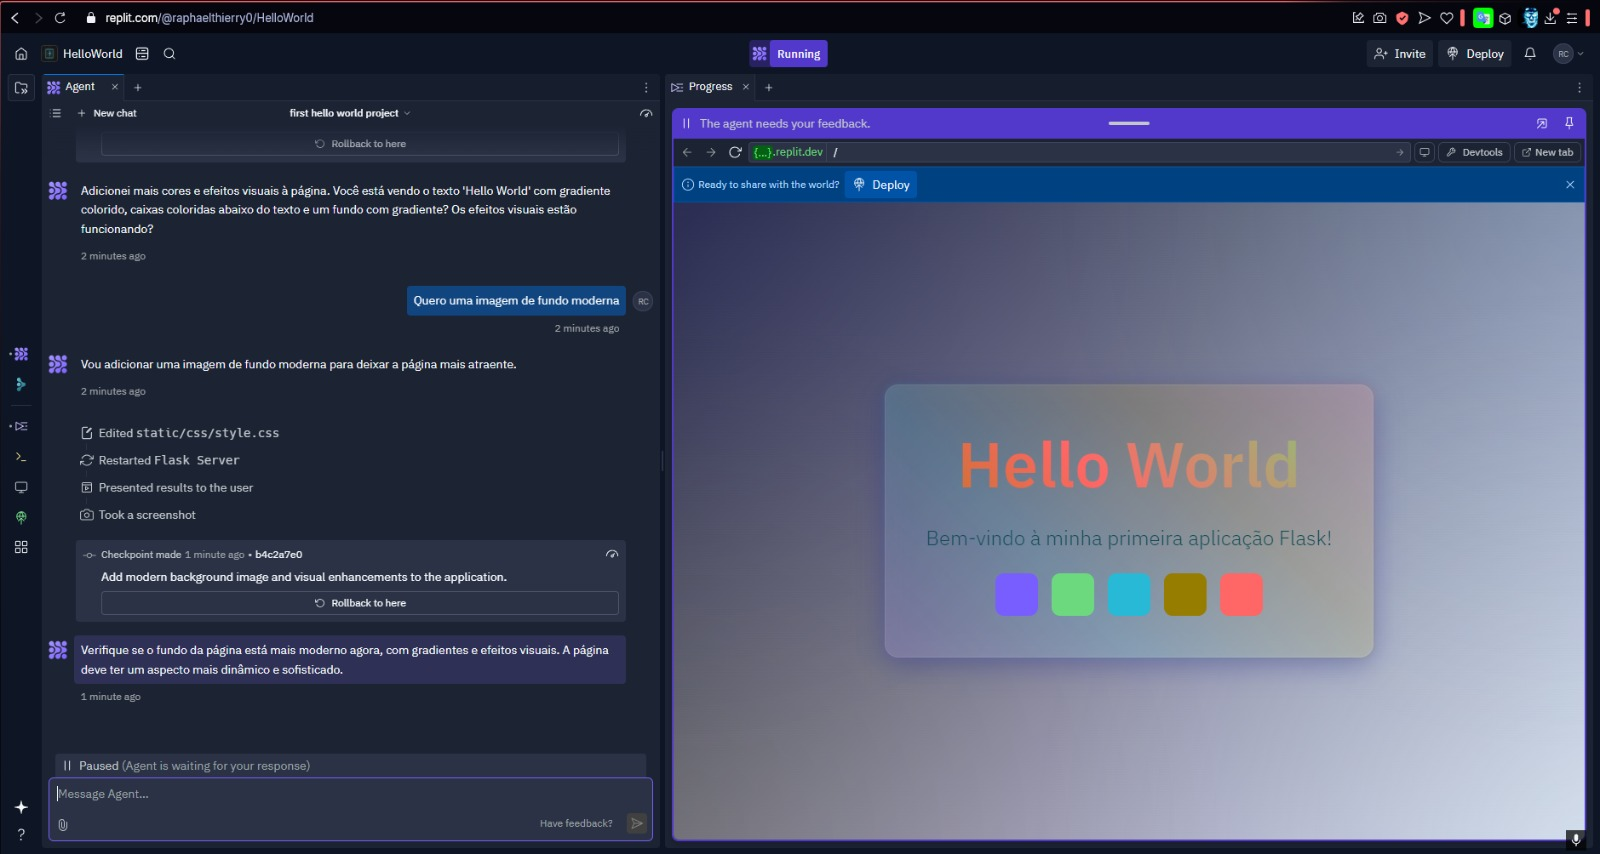 replit.com/@raphaelthierry0/HelloWorld
HelloWorld
Running
Invite
Deploy
RC
Agent
New chat
first hello world project
Rollback to here
Adicionei mais cores e efeitos visuais à página. Você está vendo o texto 'Hello World' com gradiente
colorido, caixas coloridas abaixo do texto e um fundo com gradiente? Os efeitos visuais estão
funcionando?
2 minutes ago
Quero uma imagem de fundo moderna
RC
2 minutes ago
Vou adicionar uma imagem de fundo moderna para deixar a página mais atraente.
2 minutes ago
Edited static/css/style.css
Restarted Flask Server
Presented results to the user
Took a screenshot
Checkpoint made 1 minute ago • b4c2a7e0
Add modern background image and visual enhancements to the application.
Rollback to here
Verifique se o fundo da página está mais moderno agora, com gradientes e efeitos visuais. A página
deve ter um aspecto mais dinâmico e sofisticado.
1 minute ago
Paused (Agent is waiting for your response)
Message Agent...
Have feedback?
Progress
The agent needs your feedback.
{...}.replit.dev /
Devtools
New tab
Ready to share with the world?
Deploy
Hello World
Bem-vindo à minha primeira aplicação Flask!